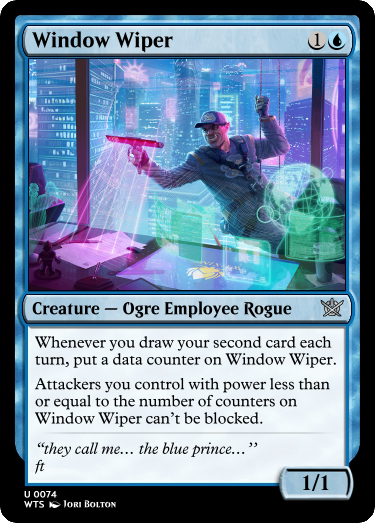 Window Wiper
1
Creature — Ogre Employee Rogue
Whenever you draw your second card each
turn, put a data counter on Window Wiper.
Attackers you control with power less than
or equal to the number of counters on
Window Wiper can't be blocked.
“they call me… the blue prince…’’
ft
1/1
U 0074
WTS Jori Bolton